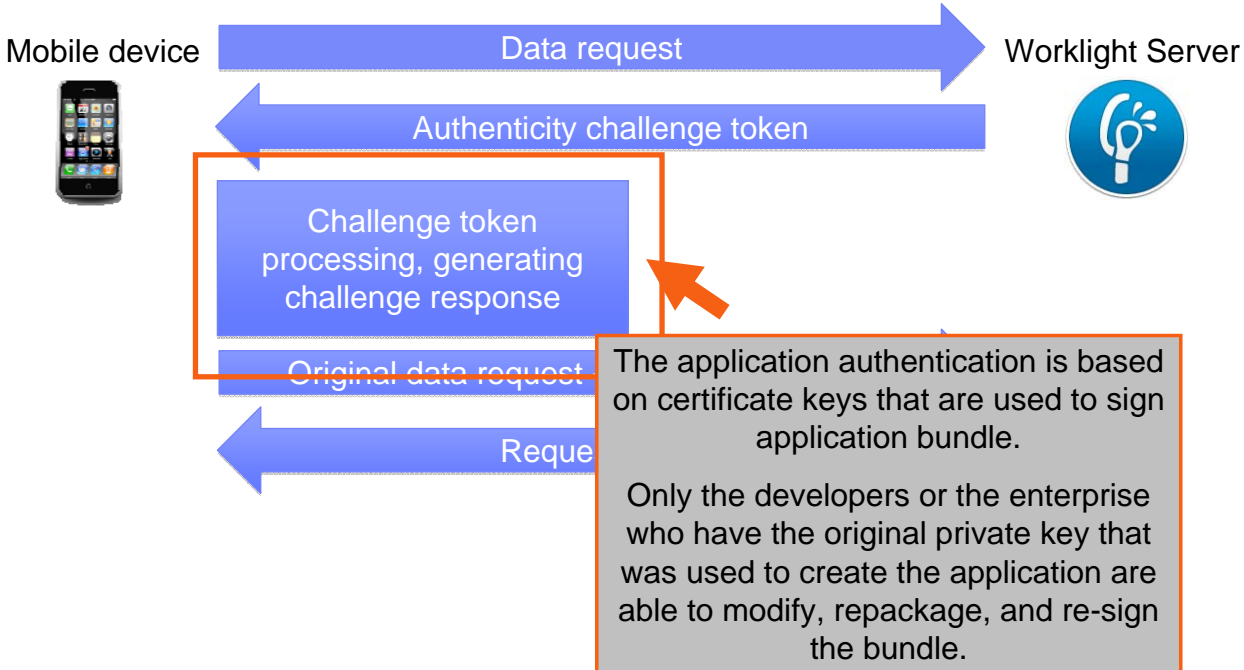 Mobile device
Data request
Worklight Server
Authenticity challenge token
Challenge token
processing, generating
challenge response
Original data request
Reque
The application authentication is based
on certificate keys that are used to sign
application bundle.
Only the developers or the enterprise
who have the original private key that
was used to create the application are
able to modify, repackage, and re-sign
the bundle.